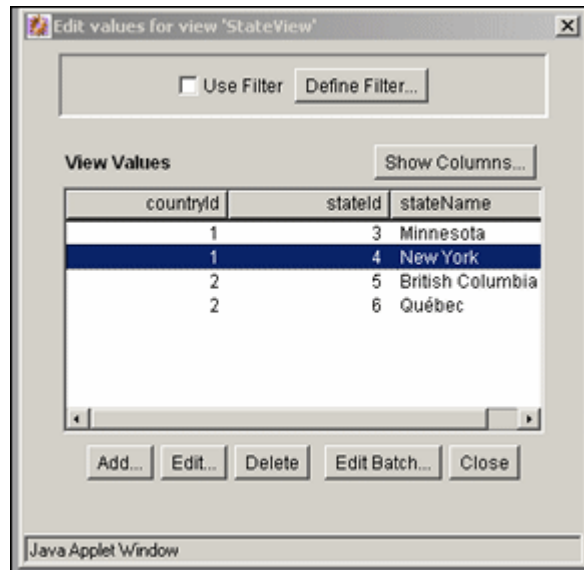 Edit values for view 'StateView'
Use Filter Define Filter...
View Values Show Columns...
countryId stateId stateName
1 3 Minnesota
1 4 New York
2 5 British Columbia
2 6 Québec
Add... Edit... Delete Edit Batch... Close
Java Applet Window